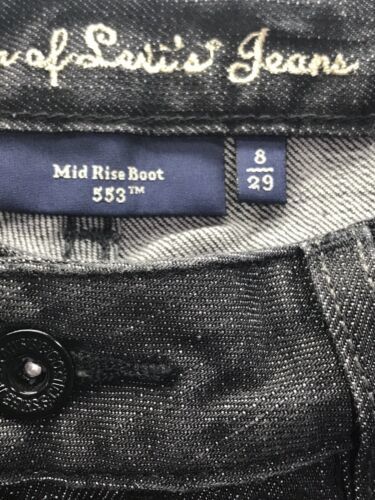 of Levi's Jeans
Mid Rise Boot
553™
8
29